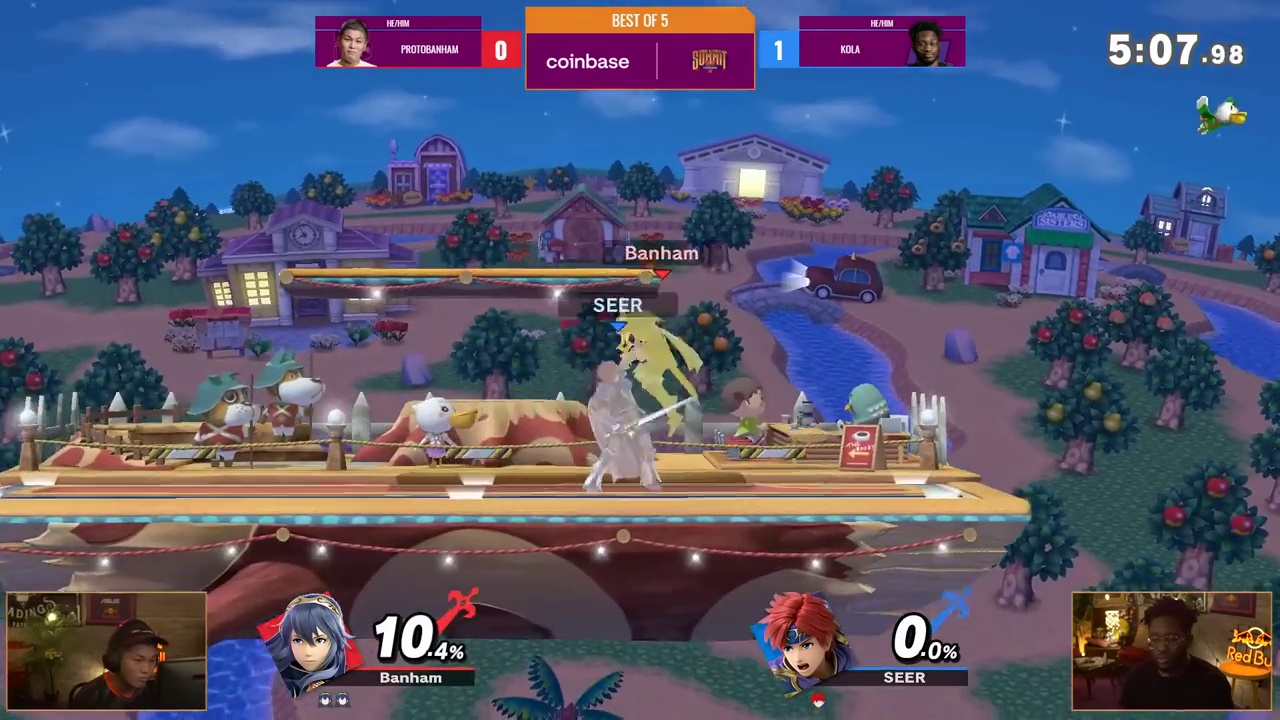 HE/HIM
PROTOBANHAM
0
BEST OF 5
coinbase
SUMMIT
1
HE/HIM
KOLA
5:07.98
Banham
SEER
SISTERS
10.4%
Banham
0.0%
SEER
Red Bu